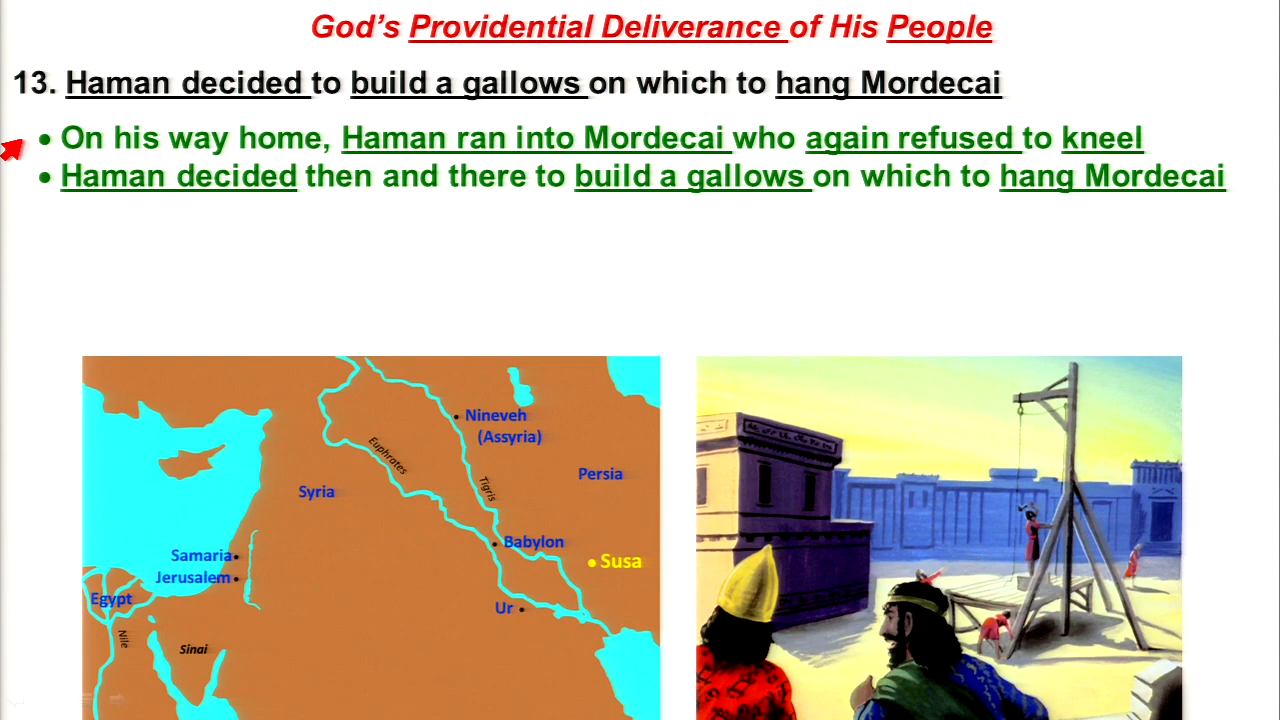 God’s Providential Deliverance of His People
13. Haman decided to build a gallows on which to hang Mordecai
• On his way home, Haman ran into Mordecai who again refused to kneel
• Haman decided then and there to build a gallows on which to hang Mordecai
Nineveh
(Assyria)
Euphrates
Tigris
Persia
Syria
Babylon
Susa
Samaria
Jerusalem
Egypt
Ur
Nile
Sinai